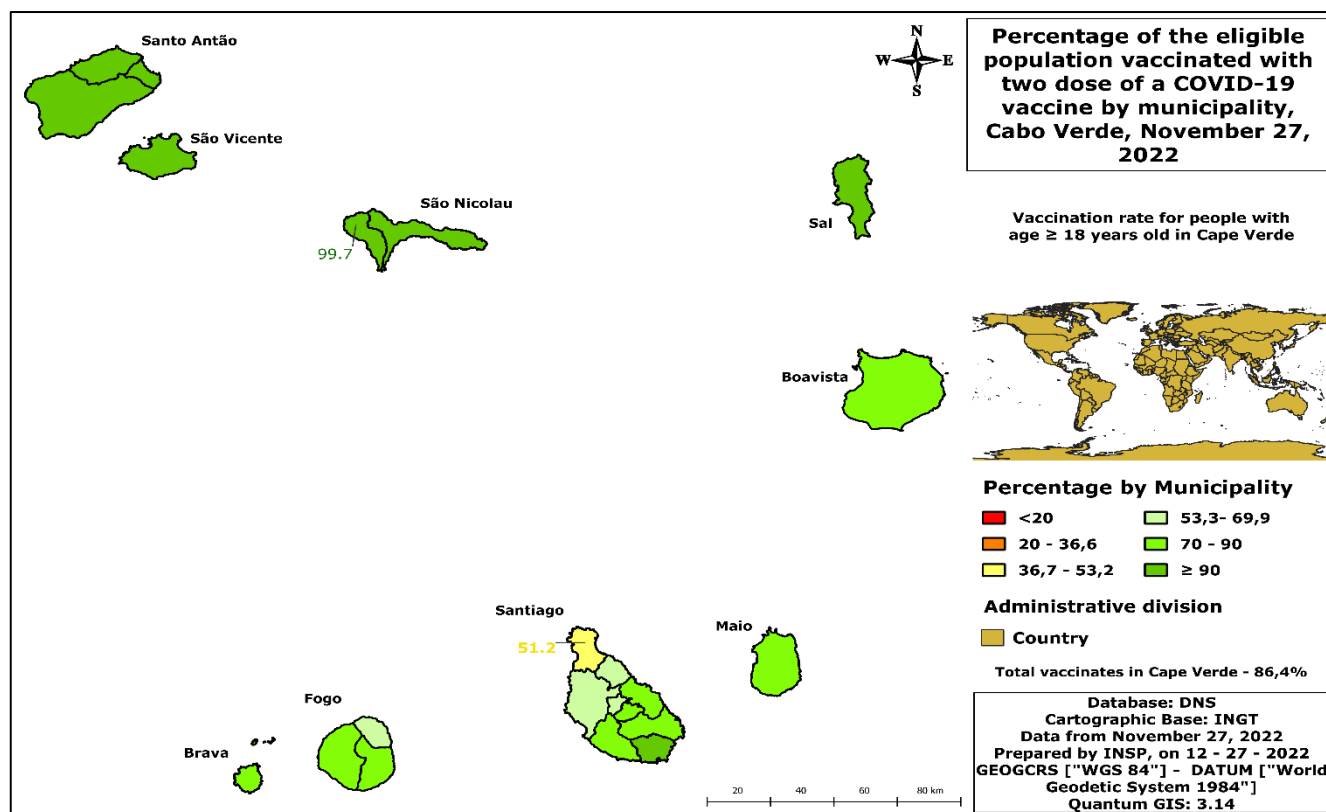 Santo Antão
São Vicente
São Nicolau
99.7
Sal
Boavista
Santiago
51.2
Maio
Fogo
Brava
N
W
E
S
20
40
60
80 km
Percentage of the eligible
population vaccinated with
two dose of a COVID-19
vaccine by municipality,
Cabo Verde, November 27,
2022
Vaccination rate for people with
age ≥ 18 years old in Cape Verde
Percentage by Municipality
<20
20 - 36,6
36,7 - 53,2
53,3- 69,9
70 - 90
≥ 90
Administrative division
Country
Total vaccinates in Cape Verde - 86,4%
Database: DNS
Cartographic Base: INGT
Data from November 27, 2022
Prepared by INSP, on 12 - 27 - 2022
GEOGCRS ["WGS 84"] - DATUM ["World
Geodetic System 1984"]
Quantum GIS: 3.14